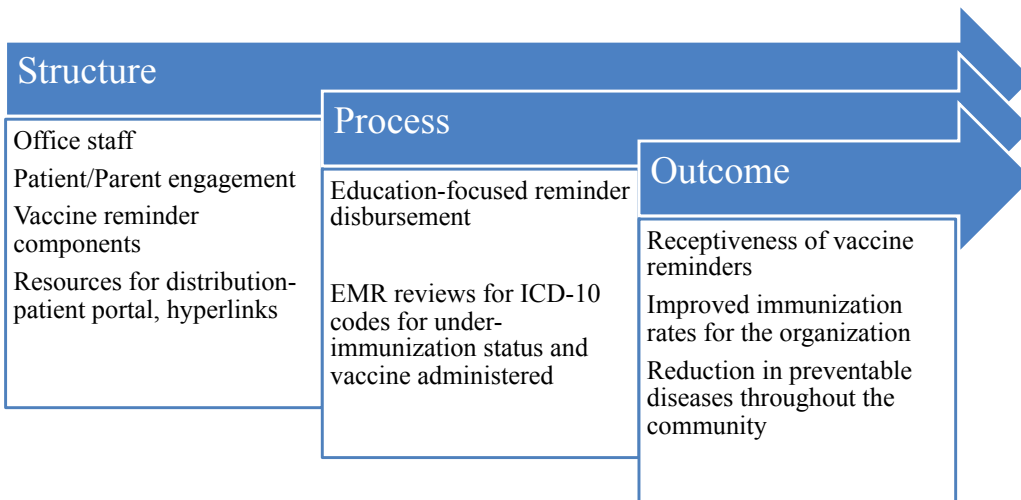 Structure
Office staff
Patient/Parent engagement
Vaccine reminder
components
Resources for distribution-
patient portal, hyperlinks
Process
Education-focused reminder
disbursement
EMR reviews for ICD-10
codes for under-
immunization status and
vaccine administered
Outcome
Receptiveness of vaccine
reminders
Improved immunization
rates for the organization
Reduction in preventable
diseases throughout the
community